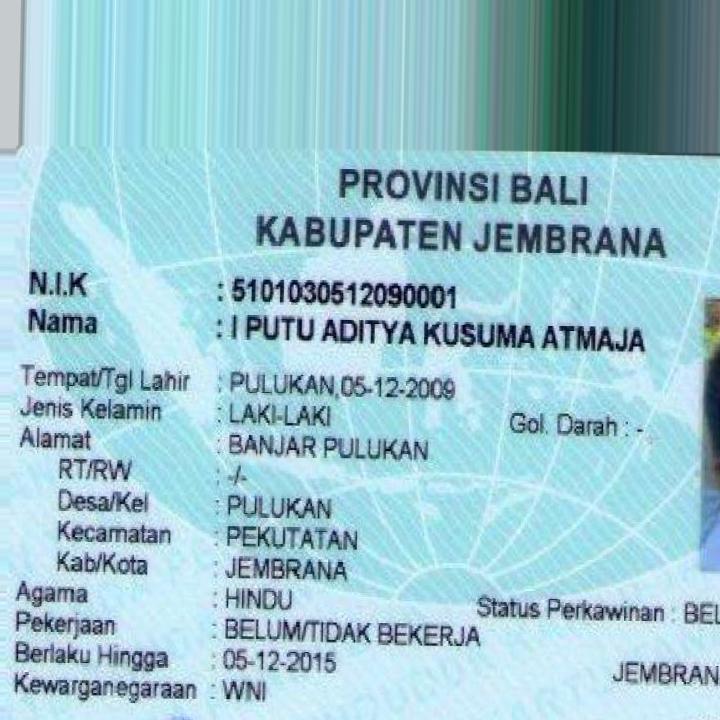 PROVINSI BALI
KABUPATEN JEMBRANA
N.I.K : 5101030512090001
Nama : I PUTU ADITYA KUSUMA ATMAJA
Tempat/Tgl Lahir : PULUKAN,05-12-2009
Jenis Kelamin : LAKI-LAKI Gol. Darah : -
Alamat : BANJAR PULUKAN
RT/RW : -/-
Desa/Kel : PULUKAN
Kecamatan : PEKUTATAN
Kab/Kota : JEMBRANA
Agama : HINDU Status Perkawinan : BEL
Pekerjaan : BELUM/TIDAK BEKERJA
Berlaku Hingga : 05-12-2015 JEMBRAN
Kewarganegaraan : WNI